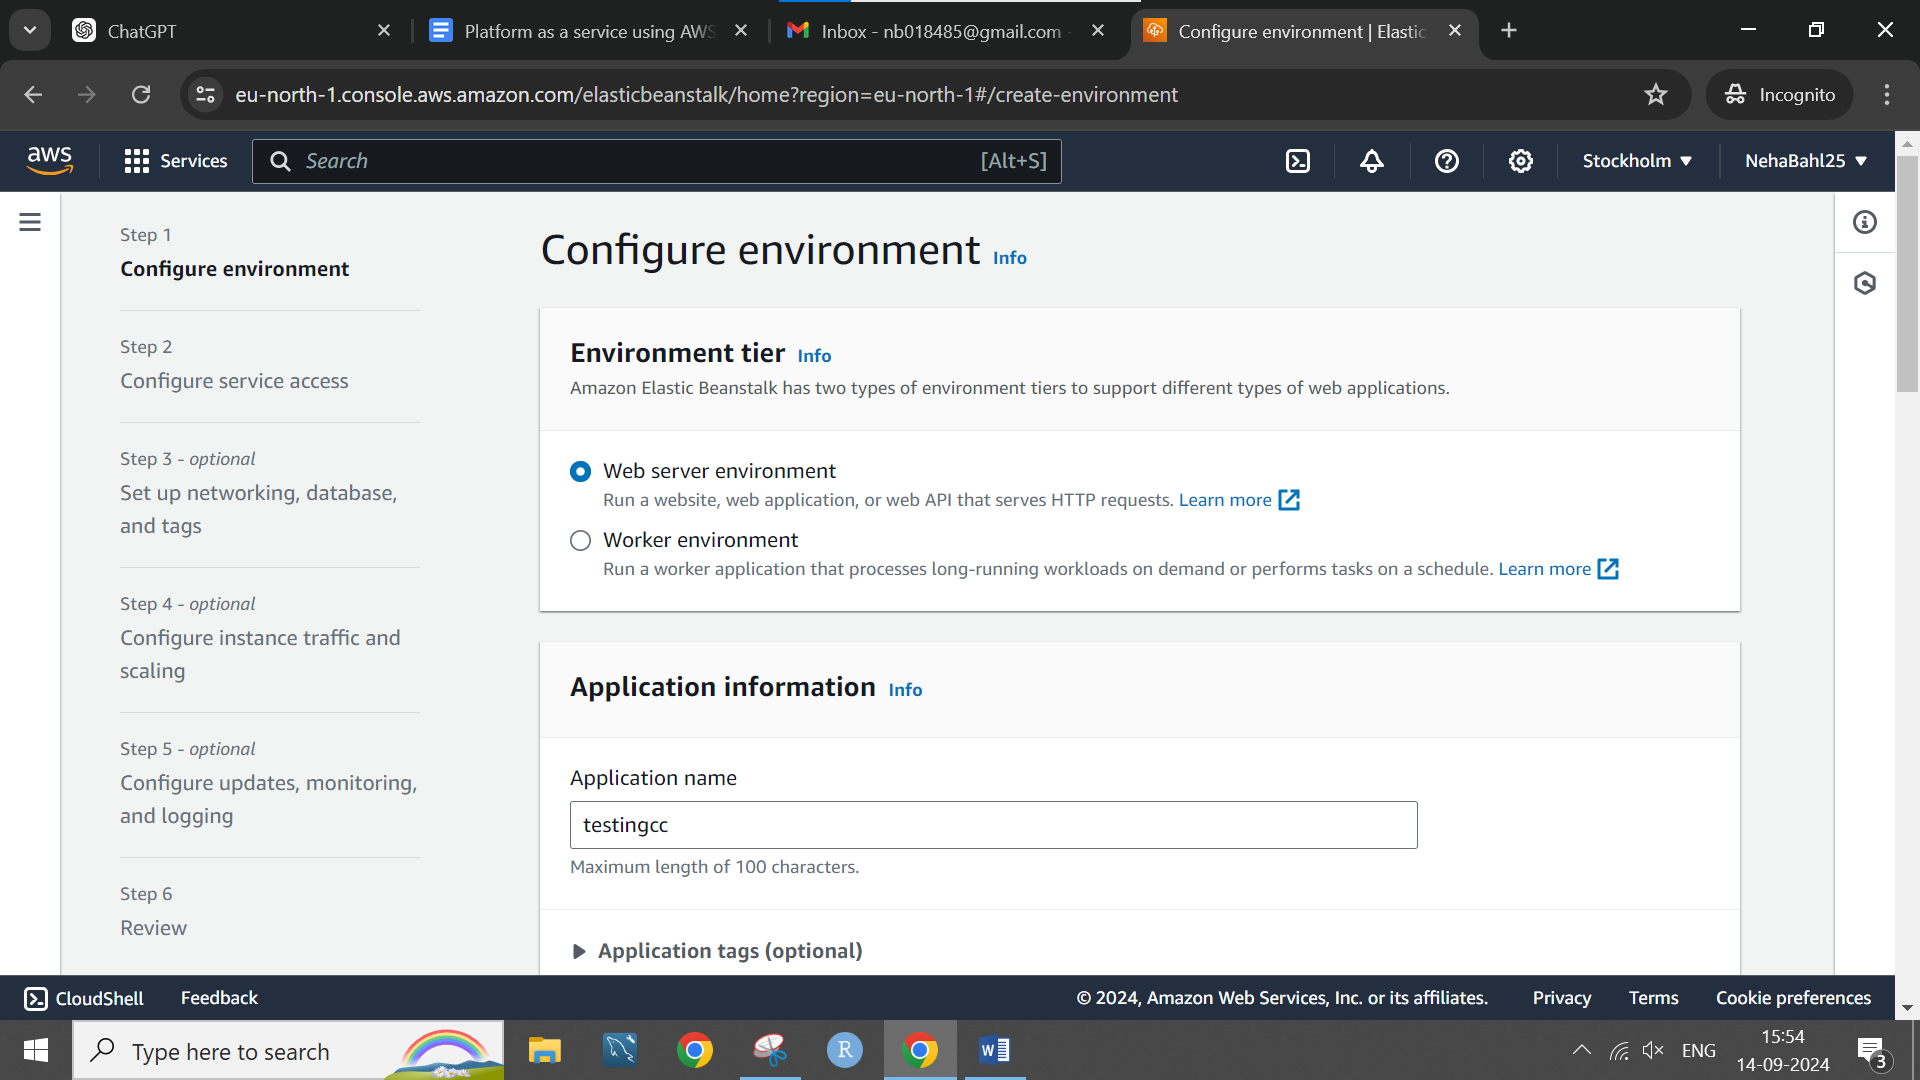 ChatGPT
Platform as a service using AWS
Inbox - nb018485@gmail.com -
Configure environment | Elastic
eu-north-1.console.aws.amazon.com/elasticbeanstalk/home?region=eu-north-1#/create-environment
Incognito
aws
Services
Search
[Alt+S]
Stockholm
NehaBahl25
Step 1
Configure environment
Step 2
Configure service access
Step 3 - optional
Set up networking, database,
and tags
Step 4 - optional
Configure instance traffic and
scaling
Step 5 - optional
Configure updates, monitoring,
and logging
Step 6
Review
Configure environment Info
Environment tier Info
Amazon Elastic Beanstalk has two types of environment tiers to support different types of web applications.
Web server environment
Run a website, web application, or web API that serves HTTP requests. Learn more
Worker environment
Run a worker application that processes long-running workloads on demand or performs tasks on a schedule. Learn more
Application information Info
Application name
testingcc
Maximum length of 100 characters.
Application tags (optional)
CloudShell
Feedback
© 2024, Amazon Web Services, Inc. or its affiliates.
Privacy
Terms
Cookie preferences
Type here to search
R
W
ENG
15:54
14-09-2024
3